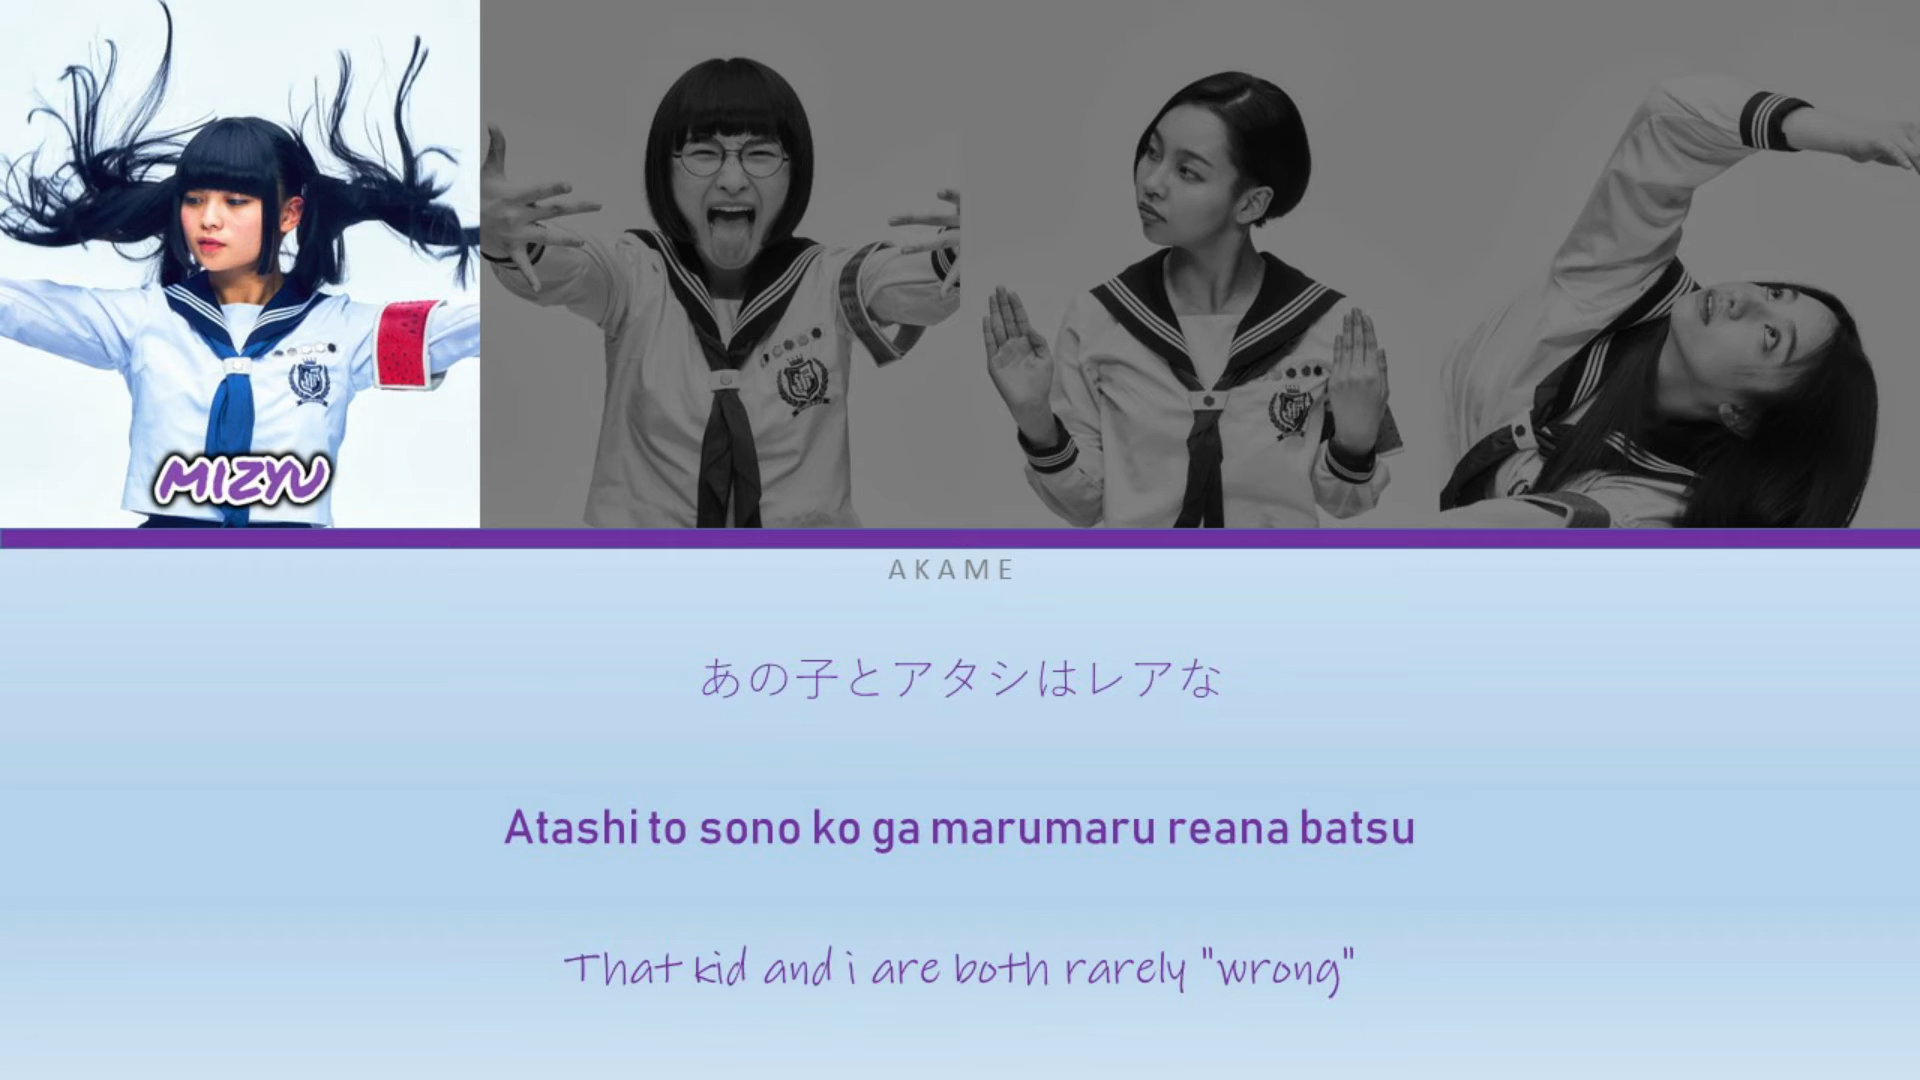 MIZYU
AKAME
あの子とアタシはレアな
Atashi to sono ko ga marumaru reana batsu
That kid and i are both rarely "wrong"